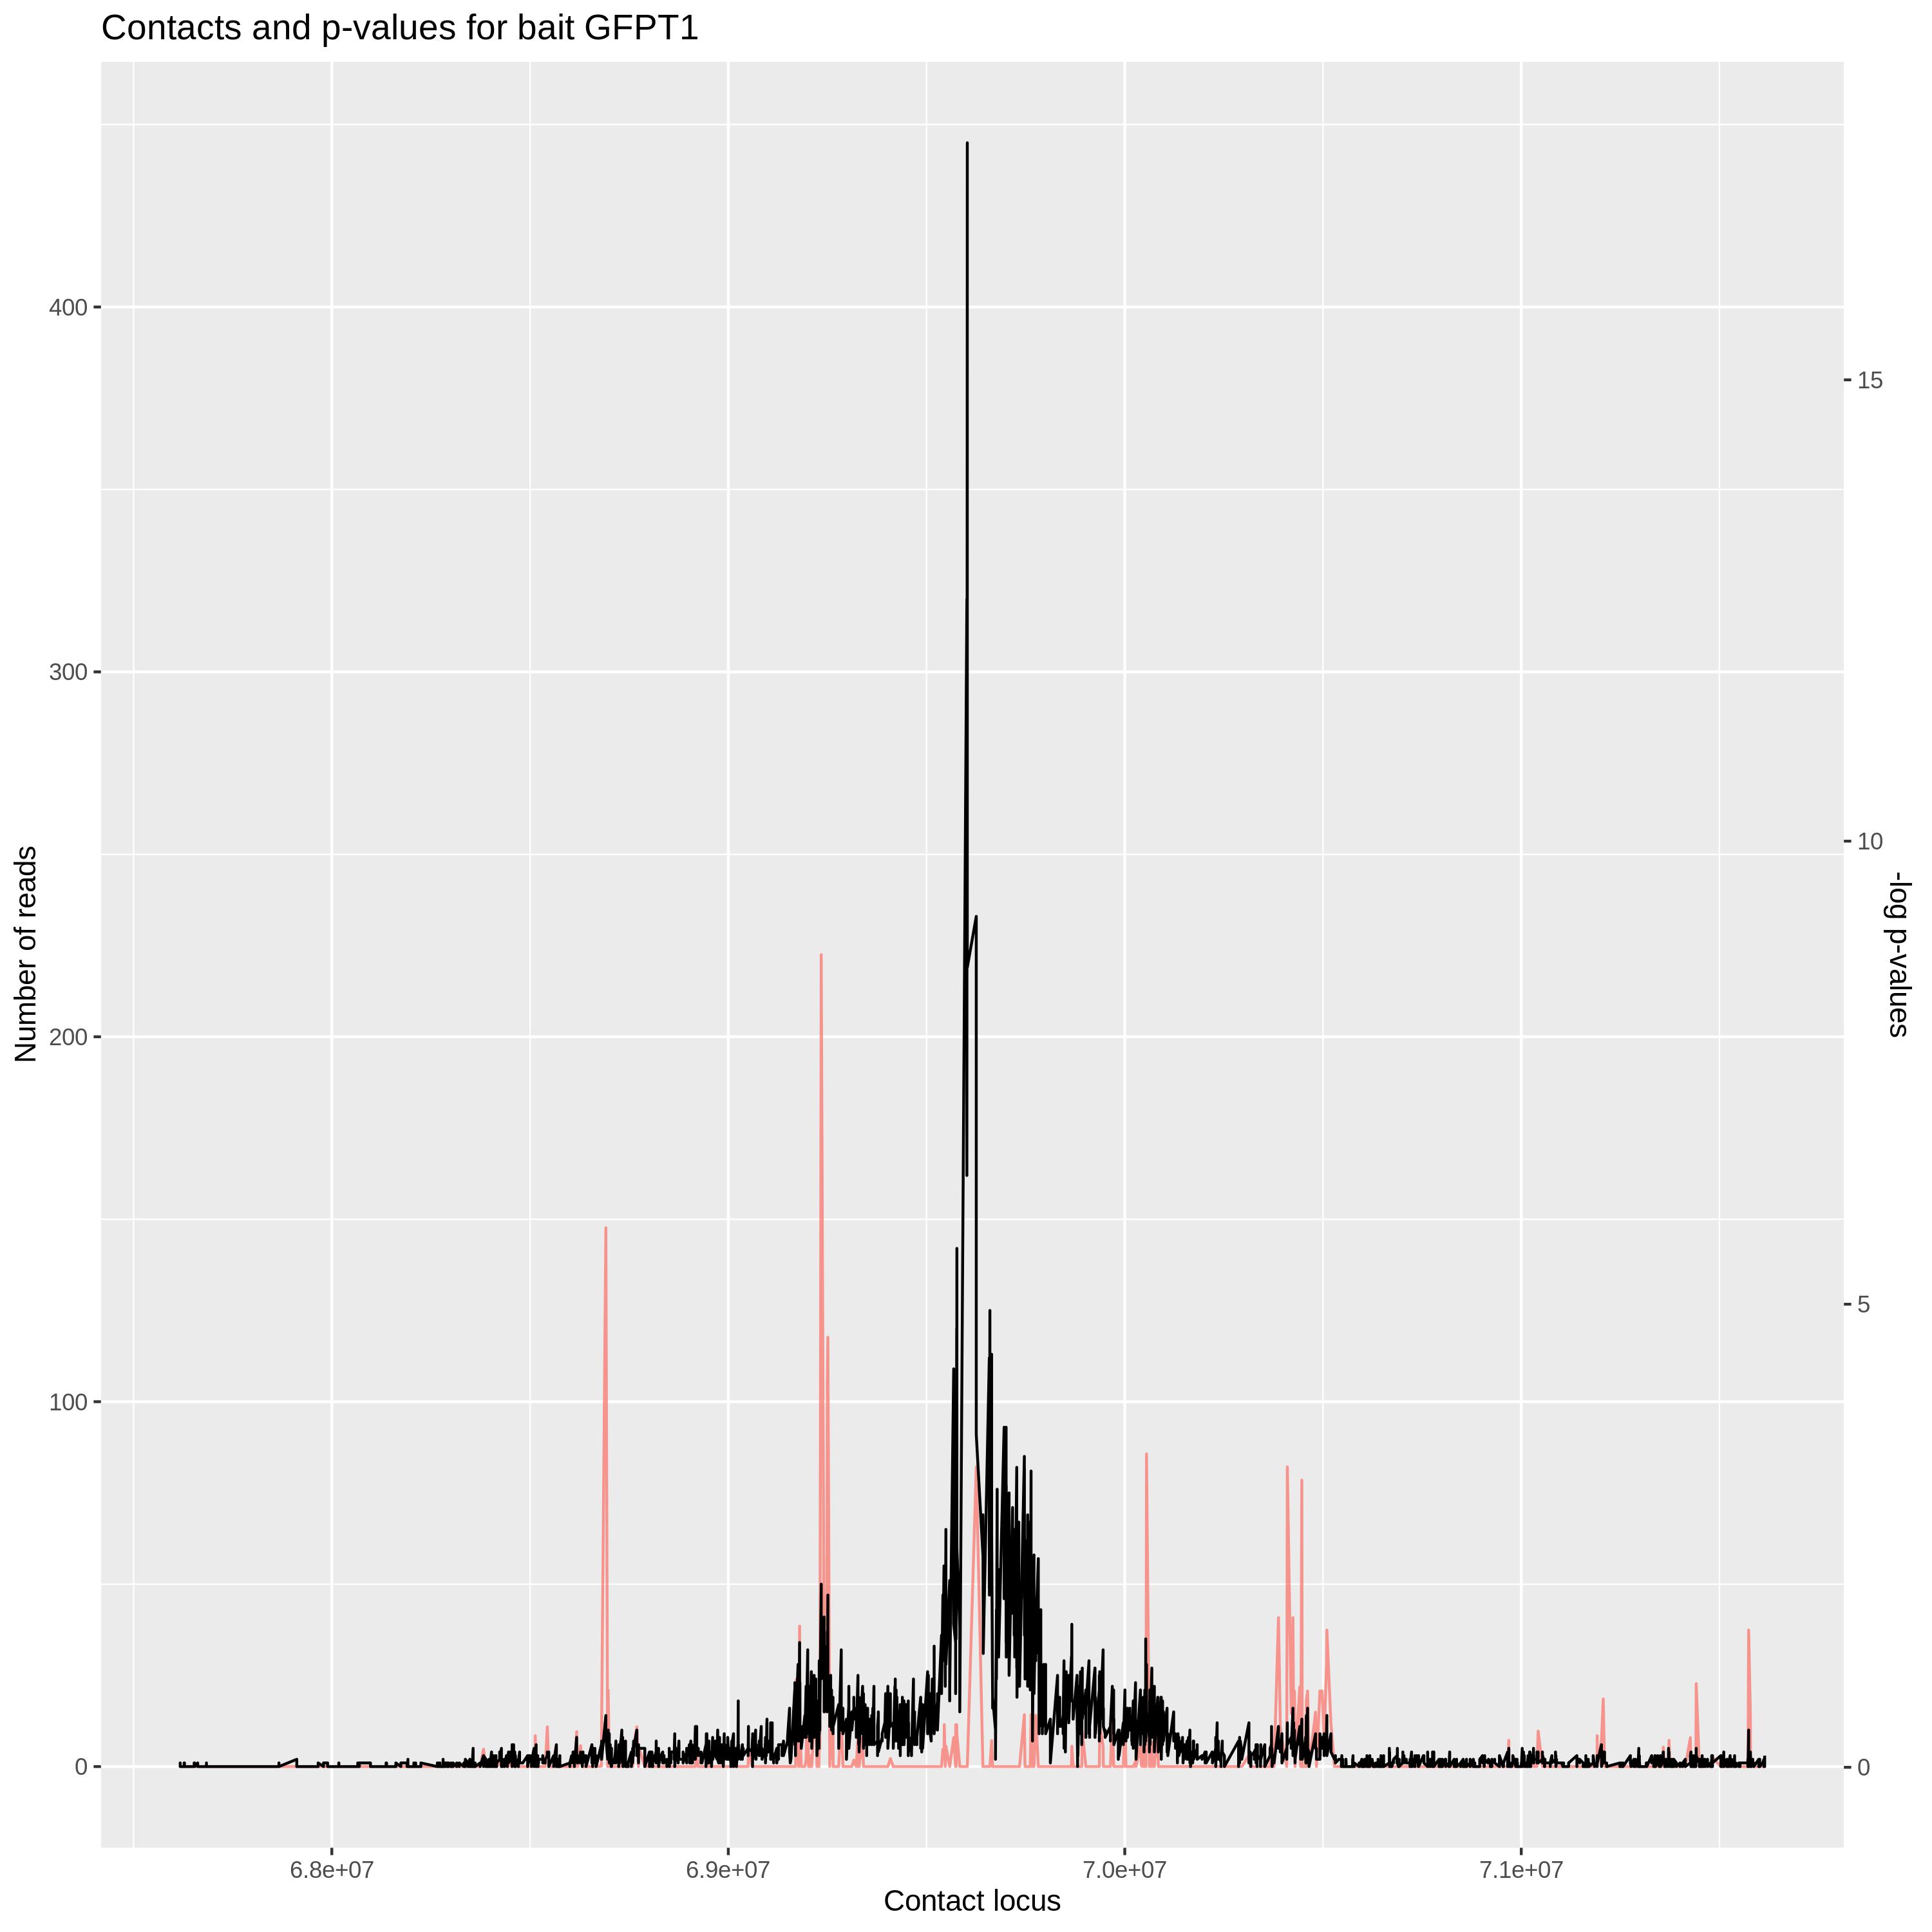 Contacts and p-values for bait GFPT1
Number of reads
400
300
200
100
0
15
10
5
0
-log p-values
6.8e+07
6.9e+07
7.0e+07
7.1e+07
Contact locus